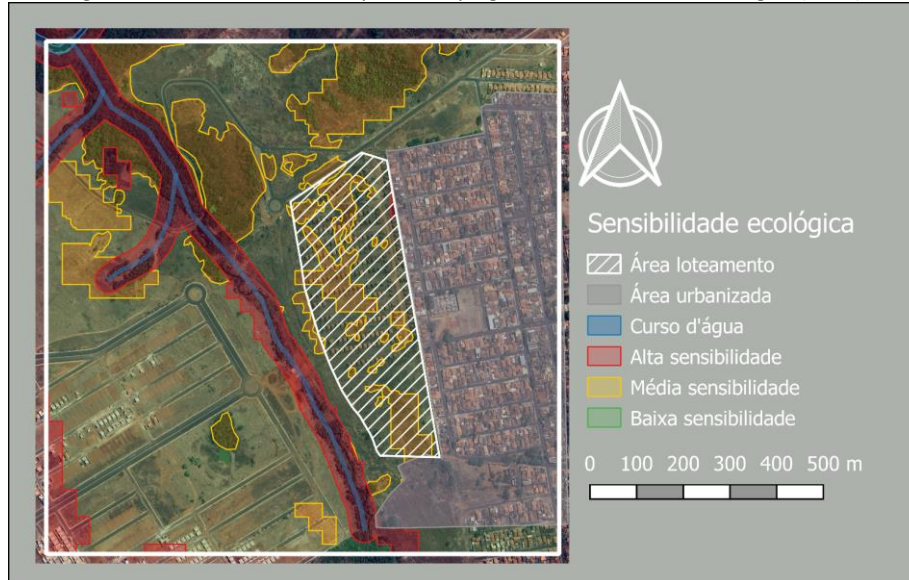 Sensibilidade ecológica
Área loteamento
Área urbanizada
Curso d'água
Alta sensibilidade
Média sensibilidade
Baixa sensibilidade
0 100 200 300 400 500 m